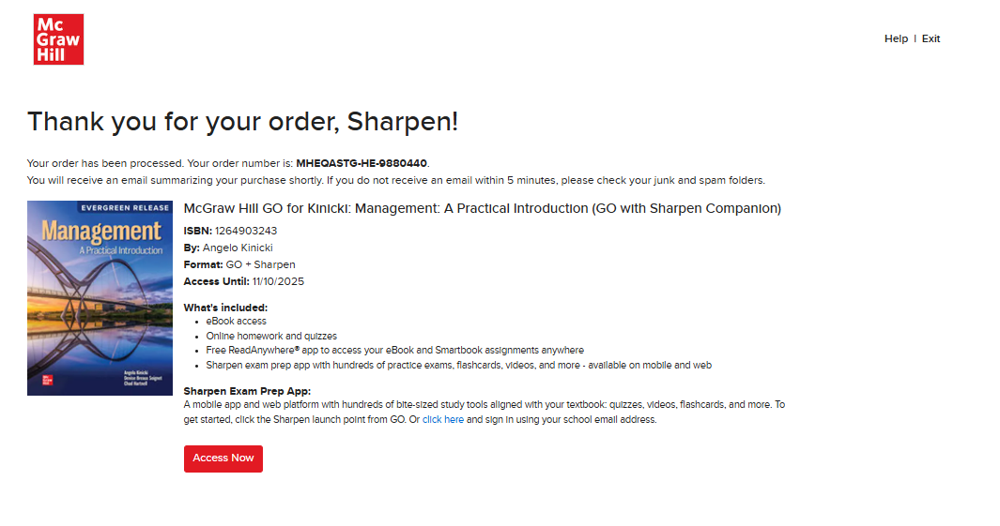 Mc
Graw
Hill
Help | Exit
Thank you for your order, Sharpen!
Your order has been processed. Your order number is: MHEQASTG-HE-9880440.
You will receive an email summarizing your purchase shortly. If you do not receive an email within 5 minutes, please check your junk and spam folders.
EVERGREEN RELEASE
Management
A Practical Introduction
Angelo Kinicki
Denise Breaux Soignet
Chad Hartnell
McGraw Hill GO for Kinicki: Management: A Practical Introduction (GO with Sharpen Companion)
ISBN: 1264903243
By: Angelo Kinicki
Format: GO + Sharpen
Access Until: 11/10/2025
What's included:
• eBook access
• Online homework and quizzes
• Free ReadAnywhere® app to access your eBook and Smartbook assignments anywhere
• Sharpen exam prep app with hundreds of practice exams, flashcards, videos, and more - available on mobile and web
Sharpen Exam Prep App:
A mobile app and web platform with hundreds of bite-sized study tools aligned with your textbook: quizzes, videos, flashcards, and more. To
get started, click the Sharpen launch point from GO. Or click here and sign in using your school email address.
Access Now